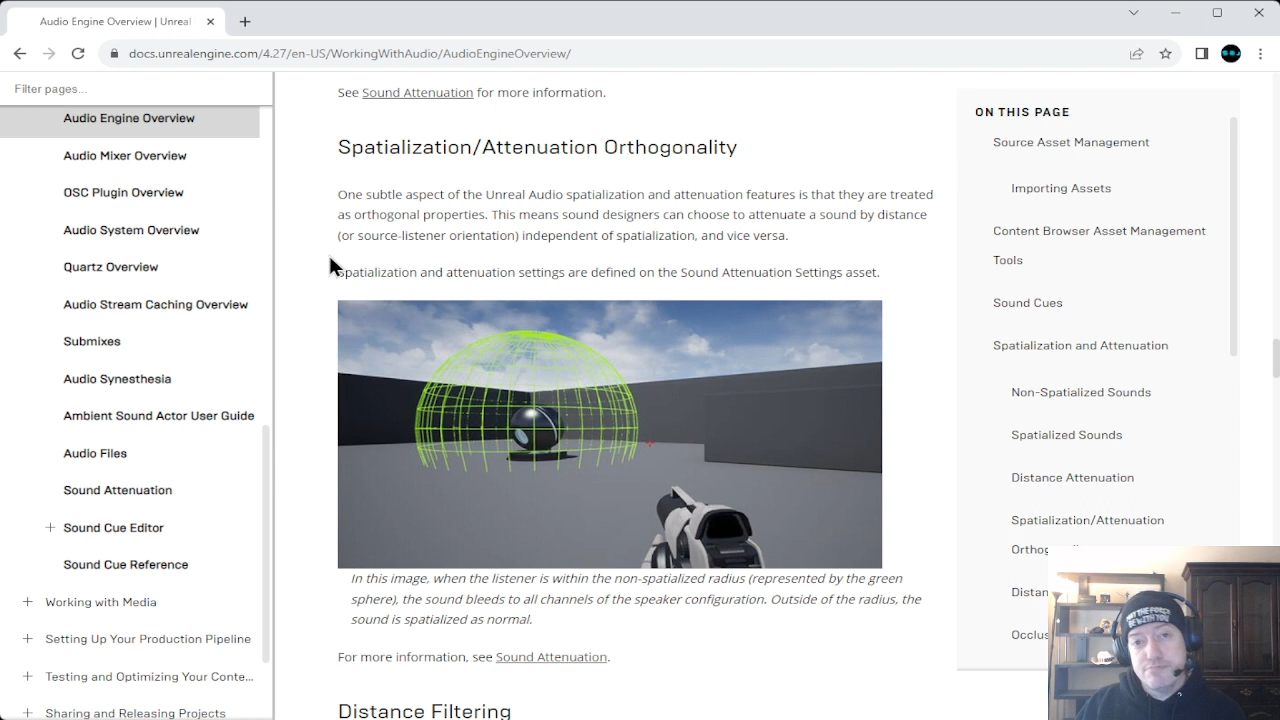 Audio Engine Overview | Unreal
docs.unrealengine.com/4.27/en-US/WorkingWithAudio/AudioEngineOverview/
Filter pages...
Audio Engine Overview
Audio Mixer Overview
OSC Plugin Overview
Audio System Overview
Quartz Overview
Audio Stream Caching Overview
Submixes
Audio Synesthesia
Ambient Sound Actor User Guide
Audio Files
Sound Attenuation
Sound Cue Editor
Sound Cue Reference
Working with Media
Setting Up Your Production Pipeline
Testing and Optimizing Your Conte...
Sharing and Releasing Projects
See Sound Attenuation for more information.
Spatialization/Attenuation Orthogonality
One subtle aspect of the Unreal Audio spatialization and attenuation features is that they are treated
as orthogonal properties. This means sound designers can choose to attenuate a sound by distance
(or source-listener orientation) independent of spatialization, and vice versa.
Spatialization and attenuation settings are defined on the Sound Attenuation Settings asset.
In this image, when the listener is within the non-spatialized radius (represented by the green
sphere), the sound bleeds to all channels of the speaker configuration. Outside of the radius, the
sound is spatialized as normal.
For more information, see Sound Attenuation.
Distance Filtering
ON THIS PAGE
Source Asset Management
Importing Assets
Content Browser Asset Management
Tools
Sound Cues
Spatialization and Attenuation
Non-Spatialized Sounds
Spatialized Sounds
Distance Attenuation
Spatialization/Attenuation
Orthog
Distan
Occlus
MAY THE FORCE
BE WITH YOU